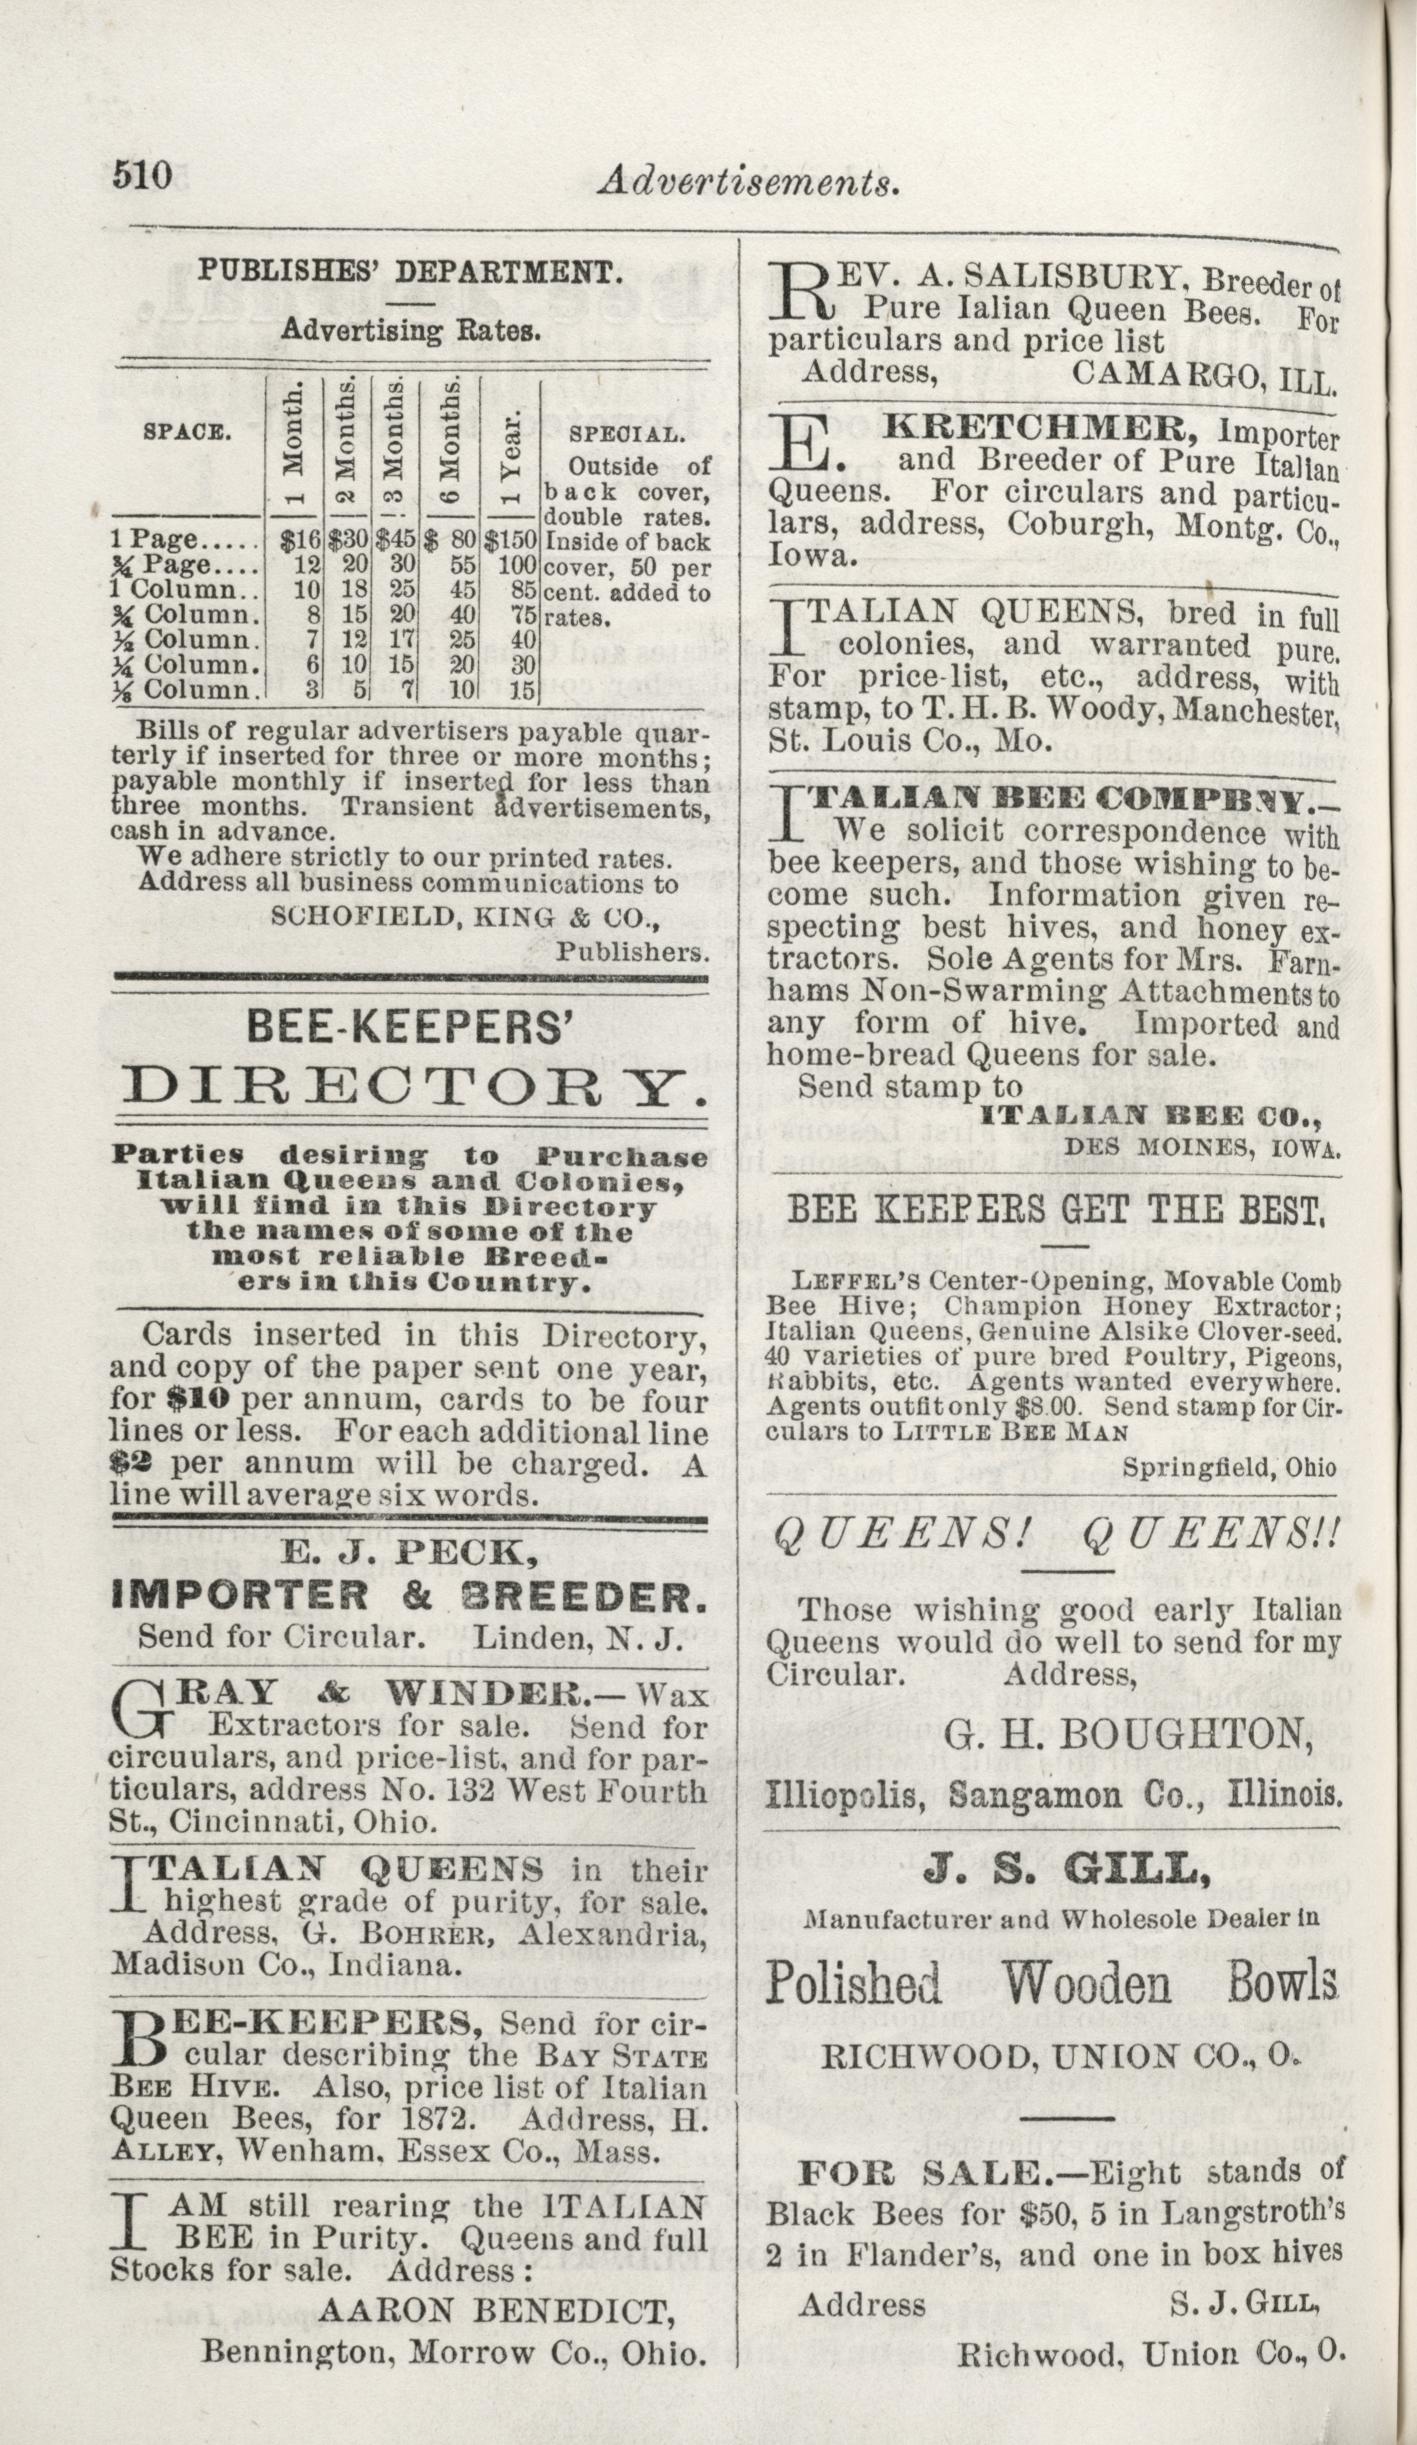 510
Advertisements.
PUBLISHES' DEPARTMENT.
Advertising Rates.
SPACE. 1 Month. 2 Months. 3 Months. 6 Months. 1 Year. SPECIAL.
Outside of
back cover,
double rates.
1 Page..... $16 $30 $45 $ 80 $150 Inside of back
¾ Page.... 12 20 30 55 100 cover, 50 per
1 Column.. 10 18 25 45 85 cent. added to
¾ Column. 8 15 20 40 75 rates.
½ Column. 7 12 17 25 40
¼ Column. 6 10 15 20 30
⅛ Column. 3 5 7 10 15
Bills of regular advertisers payable quar-
terly if inserted for three or more months;
payable monthly if inserted for less than
three months. Transient advertisements,
cash in advance.
We adhere strictly to our printed rates.
Address all business communications to
SCHOFIELD, KING & CO.,
Publishers.
BEE-KEEPERS'
DIRECTORY.
Parties desiring to Purchase
Italian Queens and Colonies,
will find in this Directory
the names of some of the
most reliable Breed-
ers in this Country.
Cards inserted in this Directory,
and copy of the paper sent one year,
for $10 per annum, cards to be four
lines or less. For each additional line
$2 per annum will be charged. A
line will average six words.
E. J. PECK,
IMPORTER & BREEDER.
Send for Circular. Linden, N. J.
GRAY & WINDER.—Wax
Extractors for sale. Send for
circuulars, and price-list, and for par-
ticulars, address No. 132 West Fourth
St., Cincinnati, Ohio.
ITALIAN QUEENS in their
highest grade of purity, for sale.
Address, G. BOHRER, Alexandria,
Madison Co., Indiana.
BEE-KEEPERS, Send for cir-
cular describing the BAY STATE
BEE HIVE. Also, price list of Italian
Queen Bees, for 1872. Address, H.
ALLEY, Wenham, Essex Co., Mass.
I AM still rearing the ITALIAN
BEE in Purity. Queens and full
Stocks for sale. Address :
AARON BENEDICT,
Bennington, Morrow Co., Ohio.
REV. A. SALISBURY, Breeder of
Pure Ialian Queen Bees. For
particulars and price list
Address, CAMARGO, ILL.
E. KRETCHMER, Importer
and Breeder of Pure Italian
Queens. For circulars and particu-
lars, address, Coburgh, Montg. Co.,
Iowa.
ITALIAN QUEENS, bred in full
colonies, and warranted pure.
For price-list, etc., address, with
stamp, to T. H. B. Woody, Manchester,
St. Louis Co., Mo.
ITALIAN BEE COMPBNY.—
We solicit correspondence with
bee keepers, and those wishing to be-
come such. Information given re-
specting best hives, and honey ex-
tractors. Sole Agents for Mrs. Farn-
hams Non-Swarming Attachments to
any form of hive. Imported and
home-bread Queens for sale.
Send stamp to
ITALIAN BEE CO.,
DES MOINES, IOWA.
BEE KEEPERS GET THE BEST.
LEFFEL'S Center-Opening, Movable Comb
Bee Hive; Champion Honey Extractor;
Italian Queens, Genuine Alsike Clover-seed.
40 varieties of pure bred Poultry, Pigeons,
Rabbits, etc. Agents wanted everywhere.
Agents outfit only $8.00. Send stamp for Cir-
culars to LITTLE BEE MAN
Springfield, Ohio
QUEENS! QUEENS!!
Those wishing good early Italian
Queens would do well to send for my
Circular. Address,
G. H. BOUGHTON,
Illiopolis, Sangamon Co., Illinois.
J. S. GILL,
Manufacturer and Wholesole Dealer in
Polished Wooden Bowls
RICHWOOD, UNION CO., O.
FOR SALE.—Eight stands of
Black Bees for $50, 5 in Langstroth's
2 in Flander's, and one in box hives
Address S. J. GILL,
Richwood, Union Co., O.